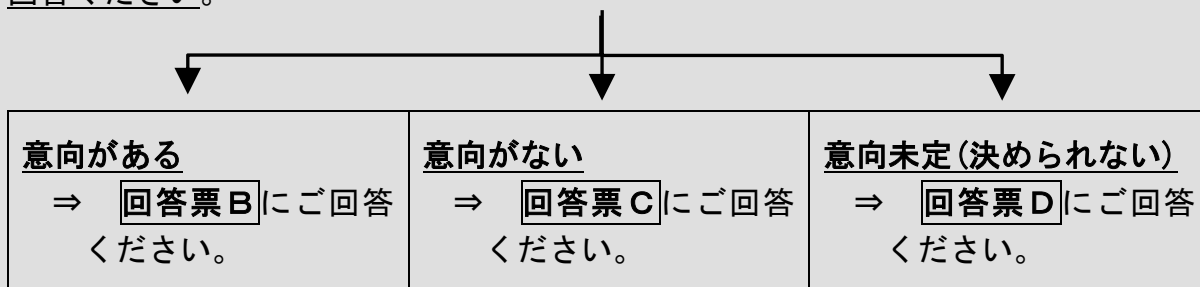 回答ください。
意向がある
⇒ 回答票Bにご回答
ください。
意向がない
⇒ 回答票Cにご回答
ください。
意向未定(決められない)
⇒ 回答票Dにご回答
ください。